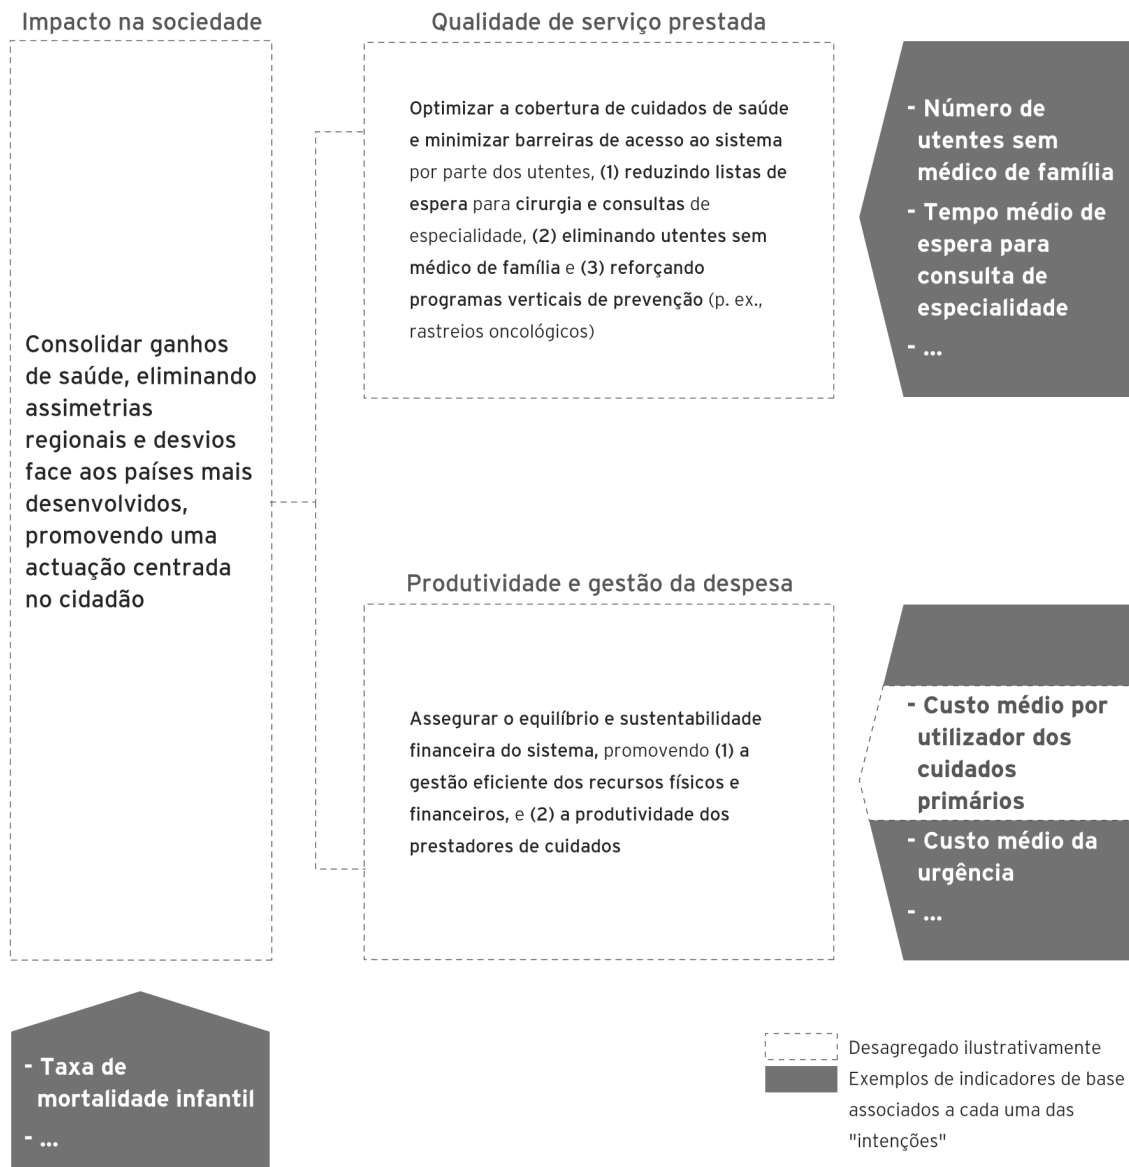 Impacto na sociedade
Consolidar ganhos
de saúde, eliminando
assimetrias
regionais e desvios
face aos países mais
desenvolvidos,
promovendo uma
actuação centrada
no cidadão
- Taxa de
mortalidade infantil
- ...
Qualidade de serviço prestada
Optimizar a cobertura de cuidados de saúde
e minimizar barreiras de acesso ao sistema
por parte dos utentes, (1) reduzindo listas de
espera para cirurgia e consultas de
especialidade, (2) eliminando utentes sem
médico de família e (3) reforçando
programas verticais de prevenção (p. ex.,
rastreios oncológicos)
- Número de
utentes sem
médico de família
- Tempo médio de
espera para
consulta de
especialidade
- ...
Produtividade e gestão da despesa
Assegurar o equilíbrio e sustentabilidade
financeira do sistema, promovendo (1) a
gestão eficiente dos recursos físicos e
financeiros, e (2) a produtividade dos
prestadores de cuidados
- Custo médio por
utilizador dos
cuidados
primários
- Custo médio da
urgência
- ...
Desagregado ilustrativamente
Exemplos de indicadores de base
associados a cada uma das
"intenções"